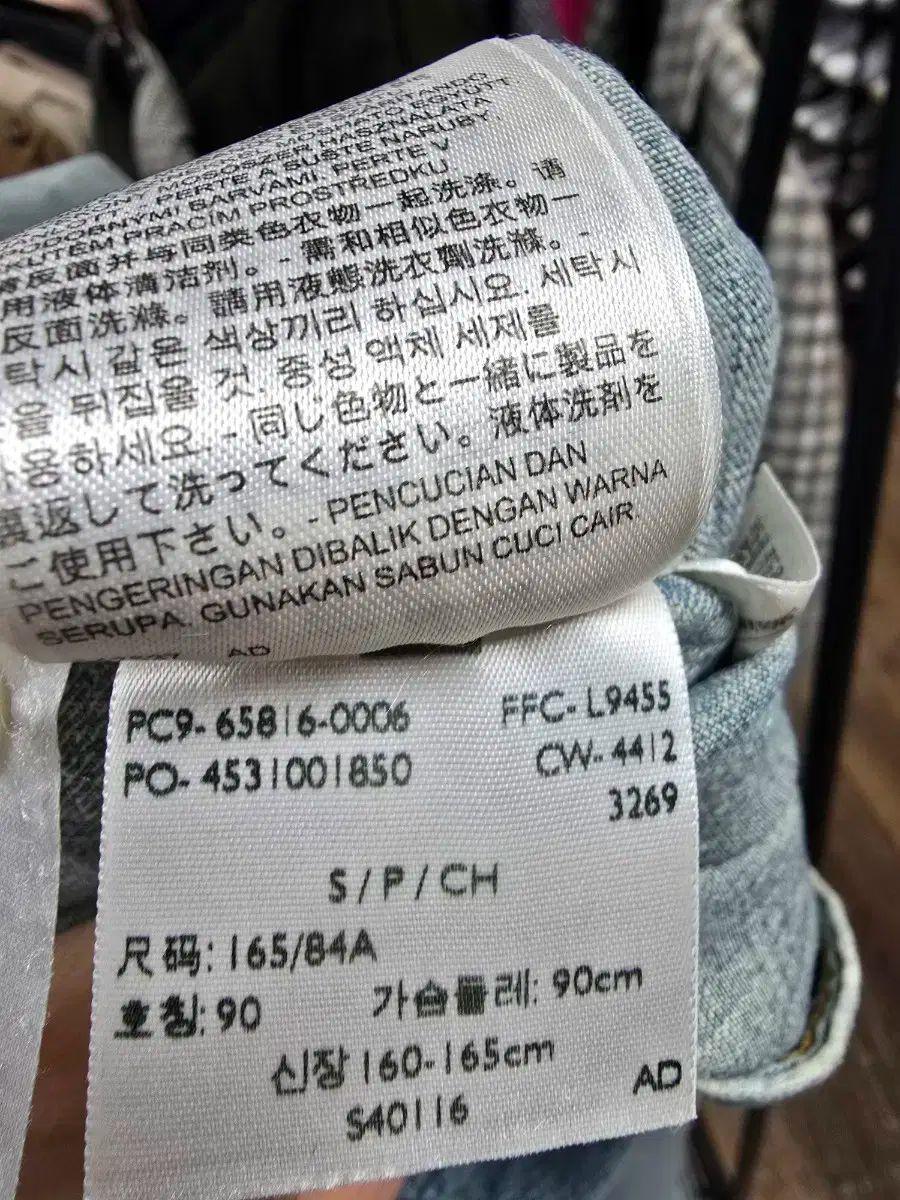 PERTE A SUSTE NARUBY,
BARVAMI. BERTE V
PRACÍM PROSTŘEDKU
反面并与同类色衣物一起洗涤。请
用液体清洁剂。- 需和相似色衣物一
反面洗滌。請用液態洗衣劑洗滌。-
탁시 같은 색상끼리 하십시오. 세탁시
을 뒤집을 것. 중성 액체 세제를
용하세요. - 同じ色物と一緒に製品を
裏返して洗ってください。液体洗剤を
ご使用下さい。- PENCUCIAN DAN
PENGERINGAN DIBALIK DENGAN WARNA
SERUPA. GUNAKAN SABUN CUCI CAIR
AD
PC9- 65816-0006 FFC- L9455
PO- 4531001850 CW- 4412
3269
S / P / CH
尺码: 165/84A
호칭: 90 가슴둘레: 90cm
신장 160-165cm
AD
S40116